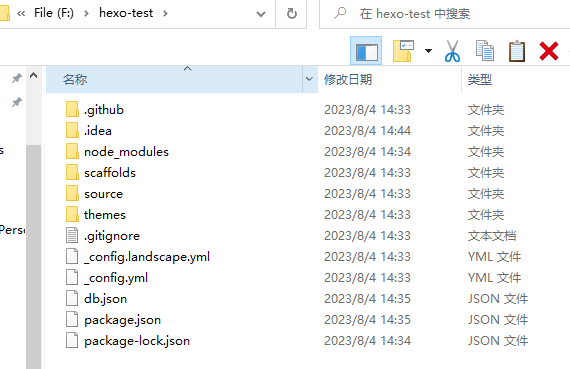 « File (F:) › hexo-test › 在 hexo-test 中搜索
名称 修改日期 类型
.github 2023/8/4 14:33 文件夹
.idea 2023/8/4 14:44 文件夹
node_modules 2023/8/4 14:34 文件夹
s scaffolds 2023/8/4 14:33 文件夹
source 2023/8/4 14:33 文件夹
themes 2023/8/4 14:33 文件夹
Perso .gitignore 2023/8/4 14:33 文本文档
_config.landscape.yml 2023/8/4 14:33 YML 文件
_config.yml 2023/8/4 14:33 YML 文件
db.json 2023/8/4 14:35 JSON 文件
package.json 2023/8/4 14:35 JSON 文件
package-lock.json 2023/8/4 14:34 JSON 文件